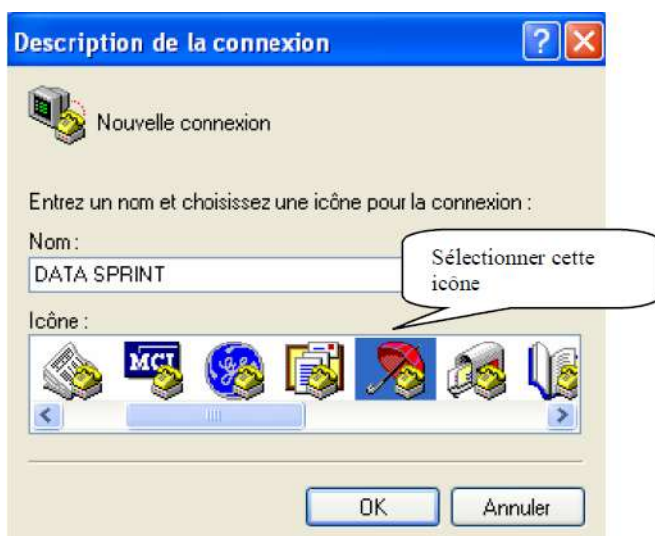 Description de la connexion
Nouvelle connexion
Entrez un nom et choisissez une icône pour la connexion :
Nom :
DATA SPRINT
Sélectionner cette
icône
Icône :
MCI
OK Annuler